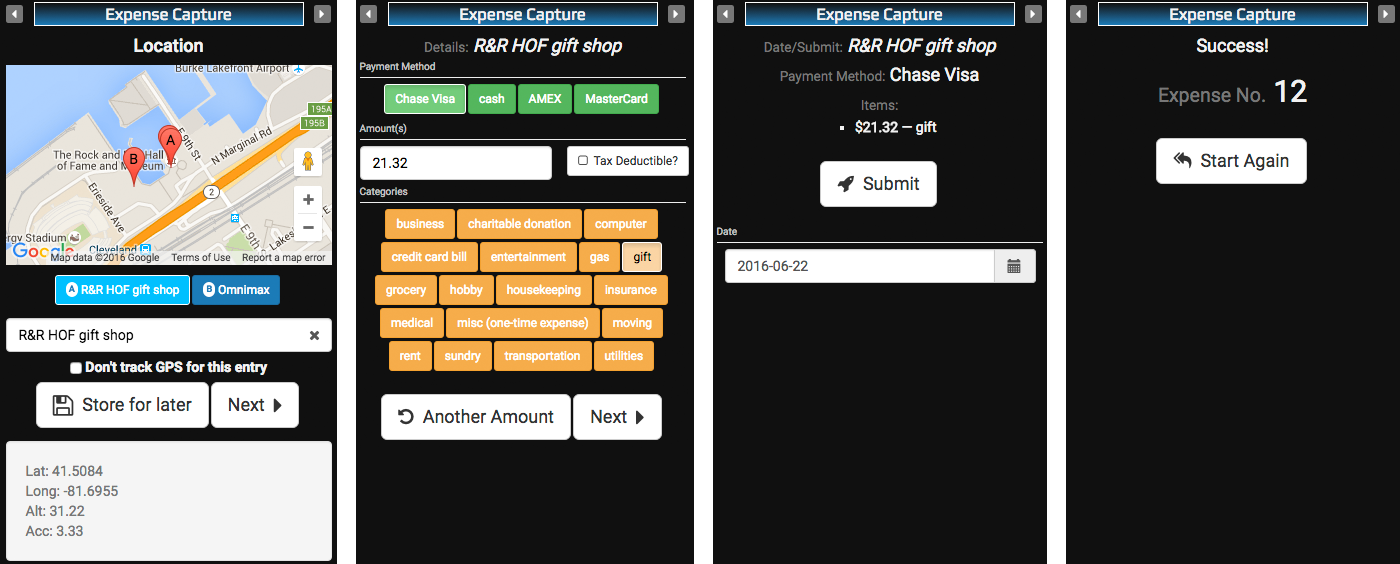 Expense Capture
Location
Burke Lakefront Airport
195A
195B
E 9th St
N Marginal Rd
A
The Rock and Hall
of Fame and Museum
B
2
Erieside Ave
E 9th
Lakes
rgy Stadium
Cleveland
Google
Map data ©2016 Google Terms of Use Report a map error
A R&R HOF gift shop
B Omnimax
R&R HOF gift shop
Don't track GPS for this entry
Store for later
Next
Lat: 41.5084
Long: -81.6955
Alt: 31.22
Acc: 3.33
Expense Capture
Details: R&R HOF gift shop
Payment Method
Chase Visa cash AMEX MasterCard
Amount(s)
21.32 Tax Deductible?
Categories
business charitable donation computer
credit card bill entertainment gas gift
grocery hobby housekeeping insurance
medical misc (one-time expense) moving
rent sundry transportation utilities
Another Amount Next
Expense Capture
Date/Submit: R&R HOF gift shop
Payment Method: Chase Visa
Items:
$21.32 — gift
Submit
Date
2016-06-22
Expense Capture
Success!
Expense No. 12
Start Again